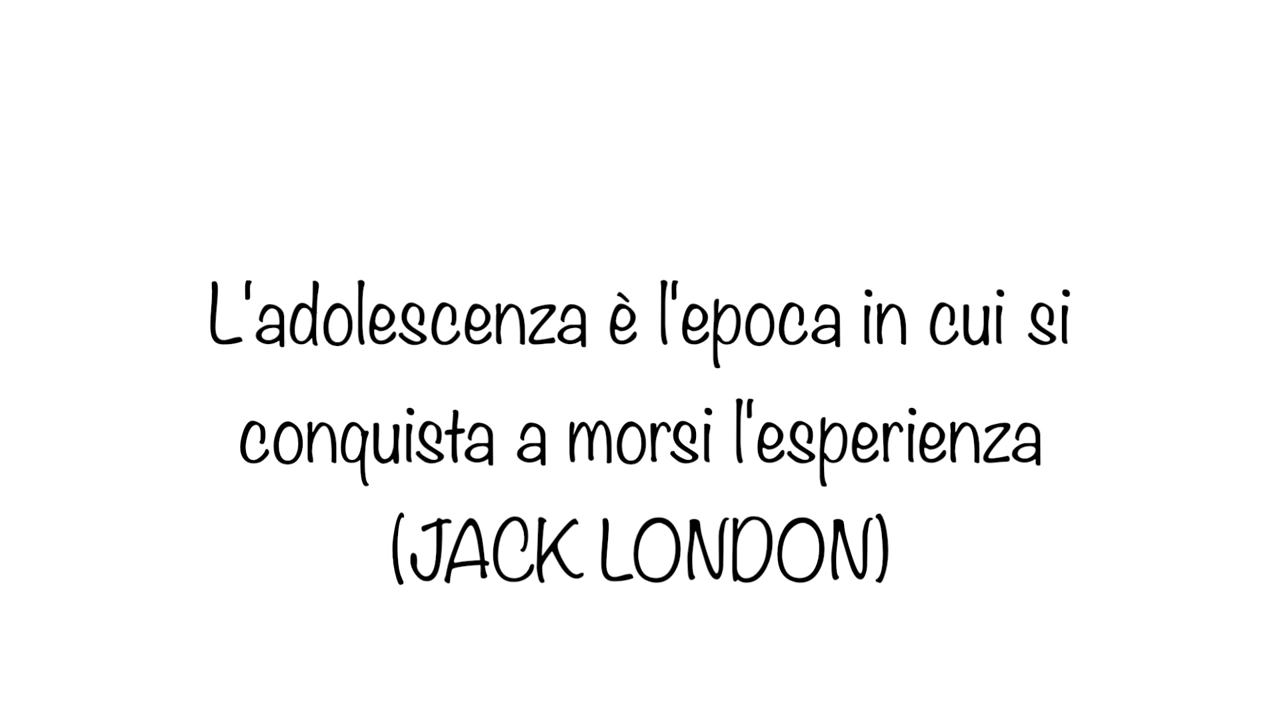 L'adolescenza è l'epoca in cui si
conquista a morsi l'esperienza
(JACK LONDON)